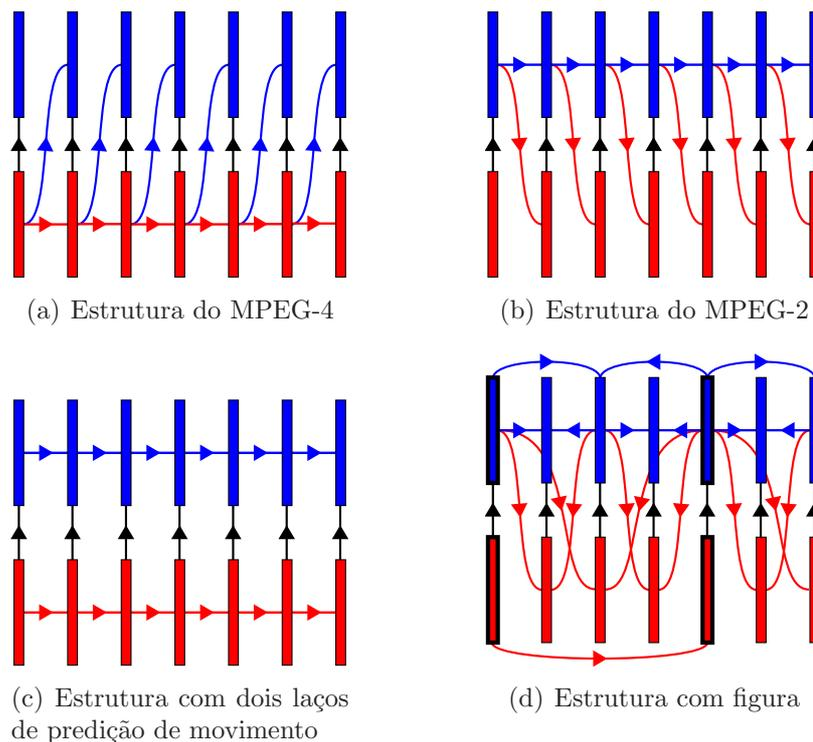 (a) Estrutura do MPEG-4
(b) Estrutura do MPEG-2
(c) Estrutura com dois laços
de predição de movimento
(d) Estrutura com figura